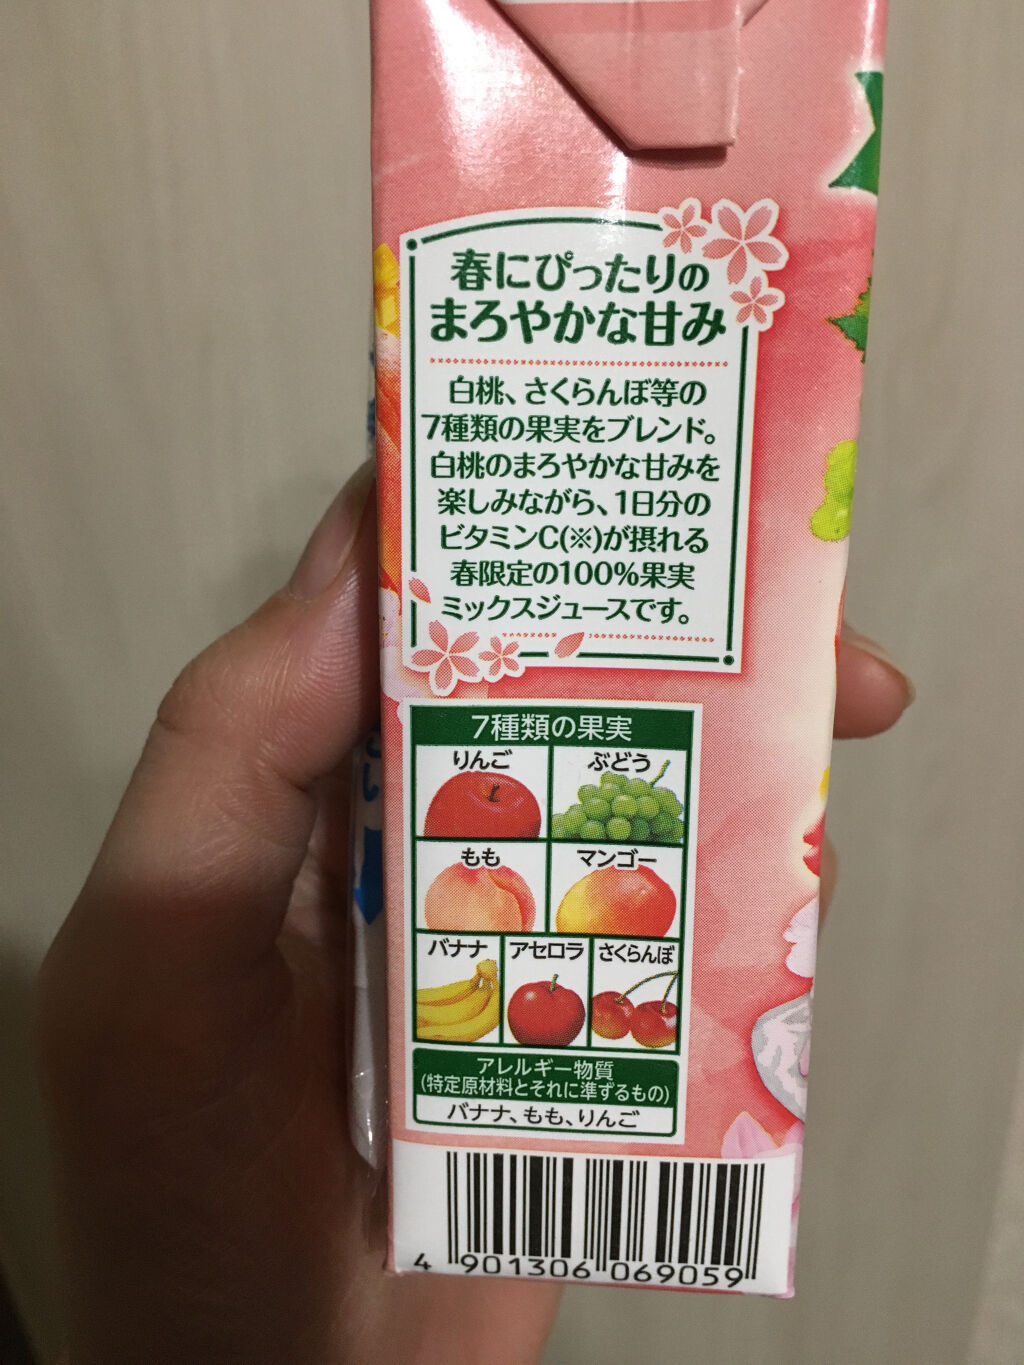 春にぴったりの
まろやかな甘み
白桃、さくらんぼ等の
7種類の果実をブレンド。
白桃のまろやかな甘みを
楽しみながら、1日分の
ビタミンC(※)が摂れる
春限定の100%果実
ミックスジュースです。
7種類の果実
りんご
ぶどう
もも
マンゴー
バナナ
アセロラ
さくらんぼ
アレルギー物質
(特定原材料とそれに準ずるもの)
バナナ、もも、りんご
4 901306 069059